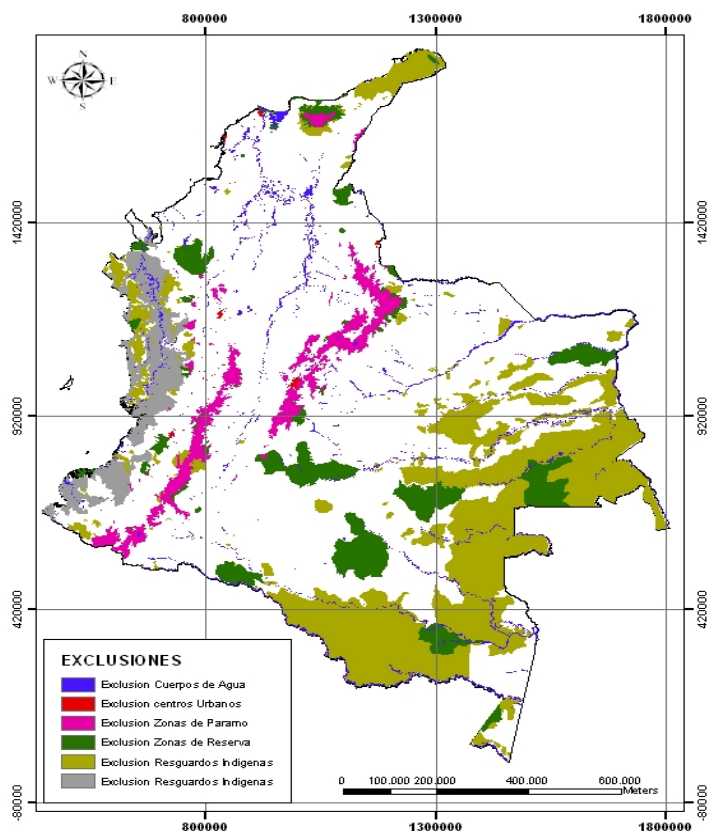 800000 1300000 1800000
N
W E
S
1420000 1420000
920000 920000
420000 420000
EXCLUSIONES
Exclusion Cuerpos de Agua
Exclusion centros Urbanos
Exclusion Zonas de Paramo
Exclusion Zonas de Reserva
Exclusion Resguardos Indigenas
Exclusion Resguardos Indigenas
0 100.000 200.000 400.000 600.000
Meters
-80000 -80000
800000 1300000 1800000